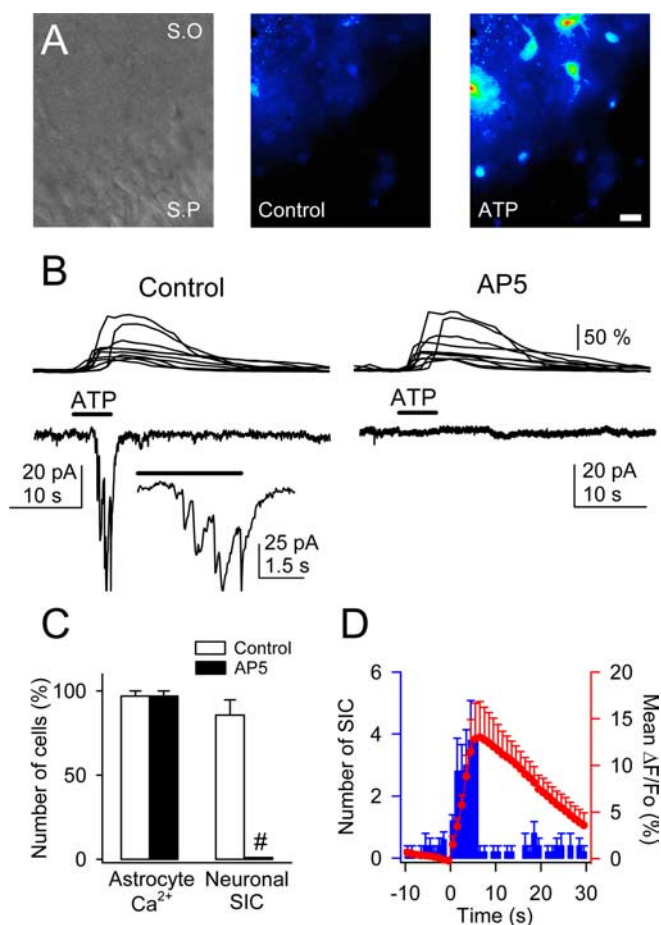 A
S.O
S.P
Control
ATP
B
Control
AP5
50 %
ATP
ATP
20 pA
10 s
25 pA
1.5 s
20 pA
10 s
C
Control
AP5
Number of cells (%)
100
50
0
#
Astrocyte Ca²⁺
Neuronal SIC
D
Number of SIC
6
4
2
0
20
15
10
5
0
Mean ΔF/Fo (%)
-10 0 10 20 30
Time (s)